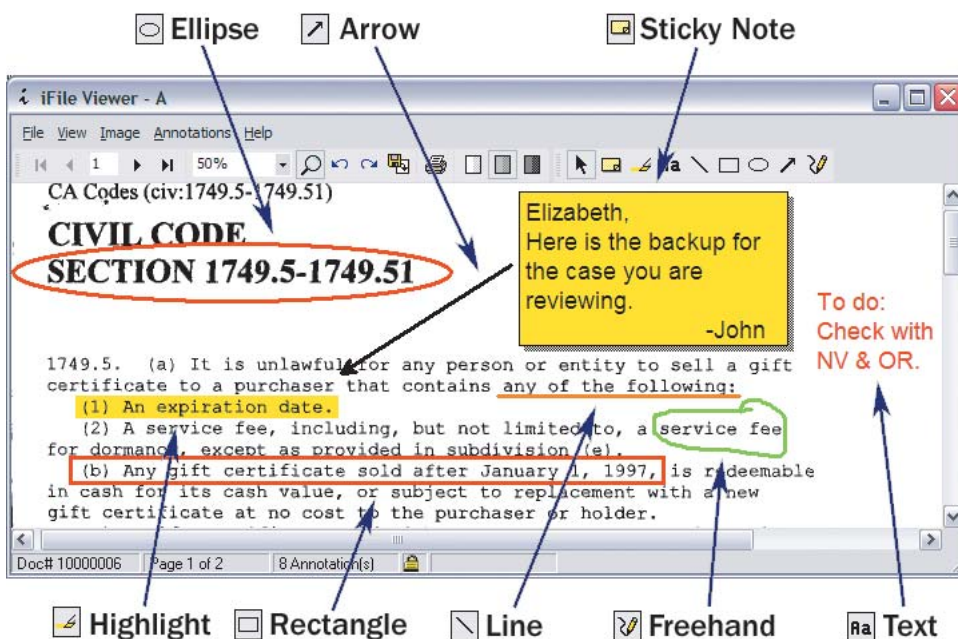 Ellipse Arrow Sticky Note
iFile Viewer - A
File View Image Annotations Help
1 50% Aa
CA Codes (civ:1749.5-1749.51)
CIVIL CODE
SECTION 1749.5-1749.51
Elizabeth,
Here is the backup for
the case you are
reviewing.
-John
To do:
Check with
NV & OR.
1749.5. (a) It is unlawful for any person or entity to sell a gift
certificate to a purchaser that contains any of the following:
(1) An expiration date.
(2) A service fee, including, but not limited to, a service fee
for dormancy, except as provided in subdivision (e).
(b) Any gift certificate sold after January 1, 1997, is redeemable
in cash for its cash value, or subject to replacement with a new
gift certificate at no cost to the purchaser or holder.
Doc# 10000006 Page 1 of 2 8 Annotation(s)
Highlight Rectangle Line Freehand Aa Text